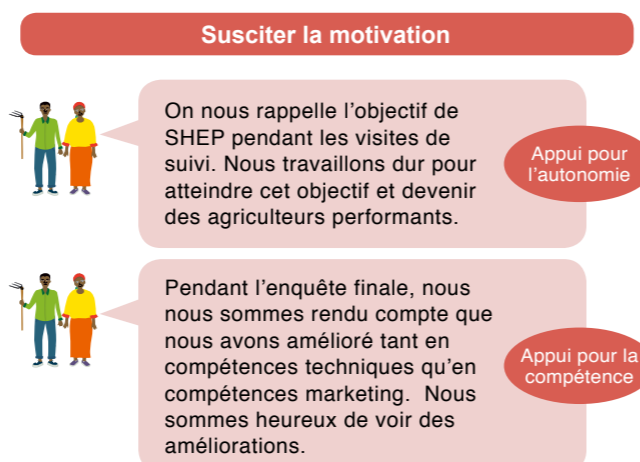 Susciter la motivation
On nous rappelle l’objectif de
SHEP pendant les visites de
suivi. Nous travaillons dur pour
atteindre cet objectif et devenir
des agriculteurs performants.
Appui pour
l’autonomie
Pendant l’enquête finale, nous
nous sommes rendu compte que
nous avons amélioré tant en
compétences techniques qu’en
compétences marketing.  Nous
sommes heureux de voir des
améliorations.
Appui pour la
compétence